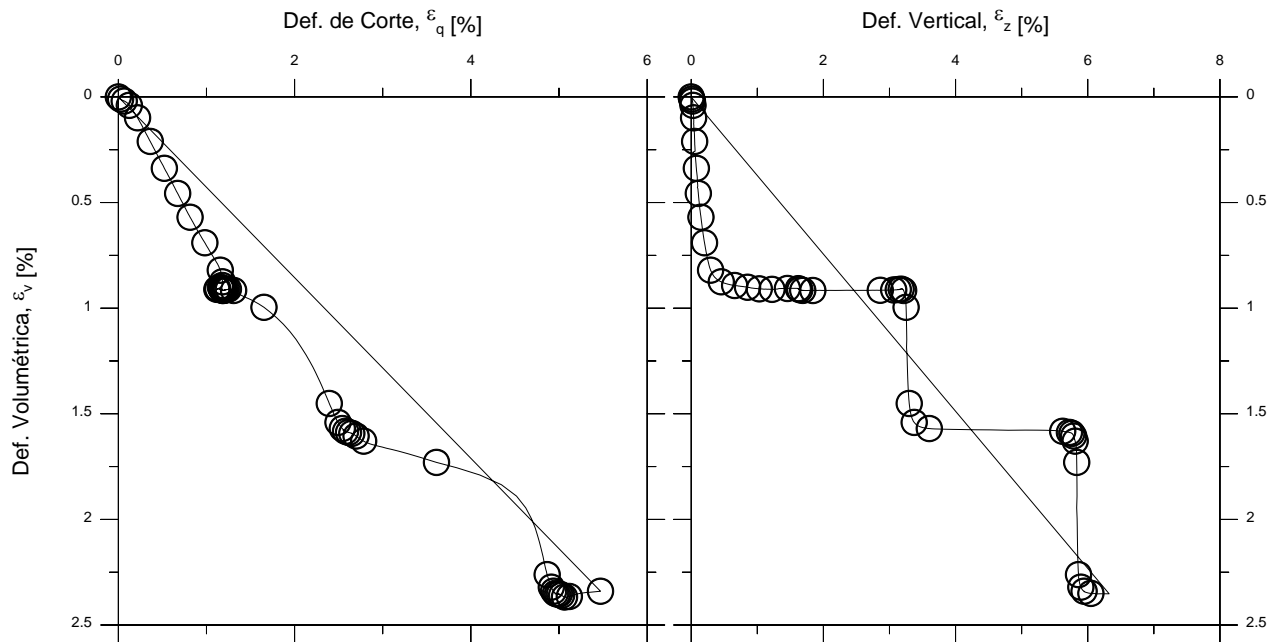 Def. de Corte, εq [%]
Def. Vertical, εz [%]
0 2 4 6
0 2 4 6 8
Def. Volumétrica, εv [%]
0
0.5
1
1.5
2
2.5
0
0.5
1
1.5
2
2.5